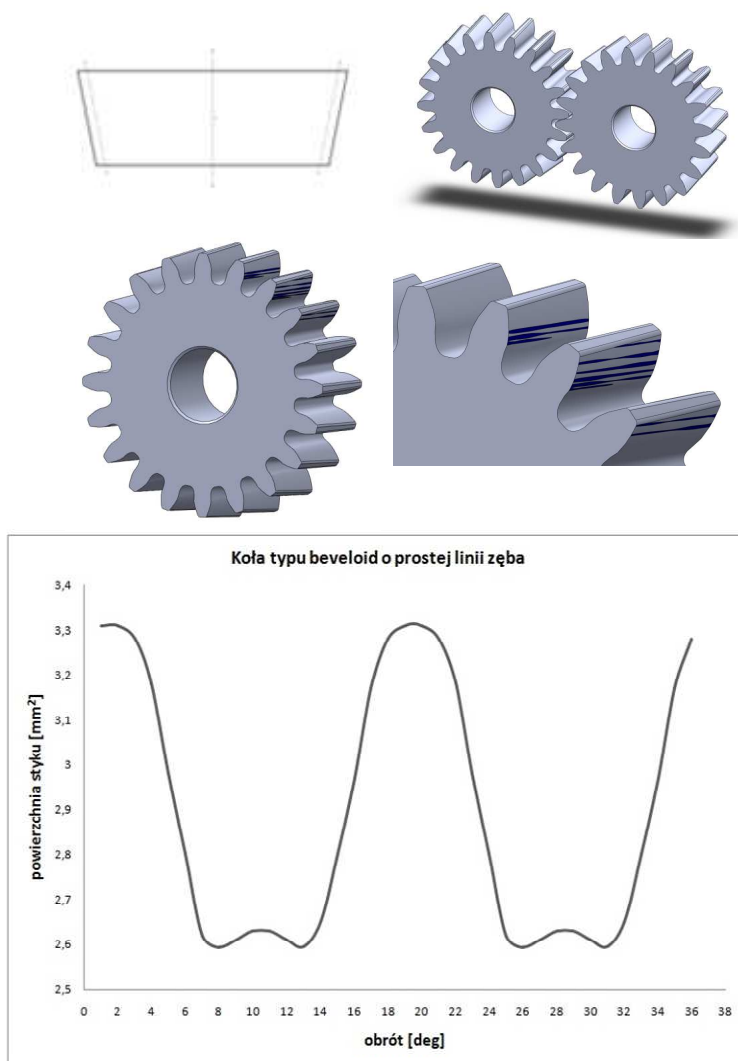 Koła typu beveloid o prostej linii zęba
powierzchnia styku [mm²]
3,4
3,3
3,2
3,1
3
2,9
2,8
2,7
2,6
2,5
0 2 4 6 8 10 12 14 16 18 20 22 24 26 28 30 32 34 36 38
obrót [deg]